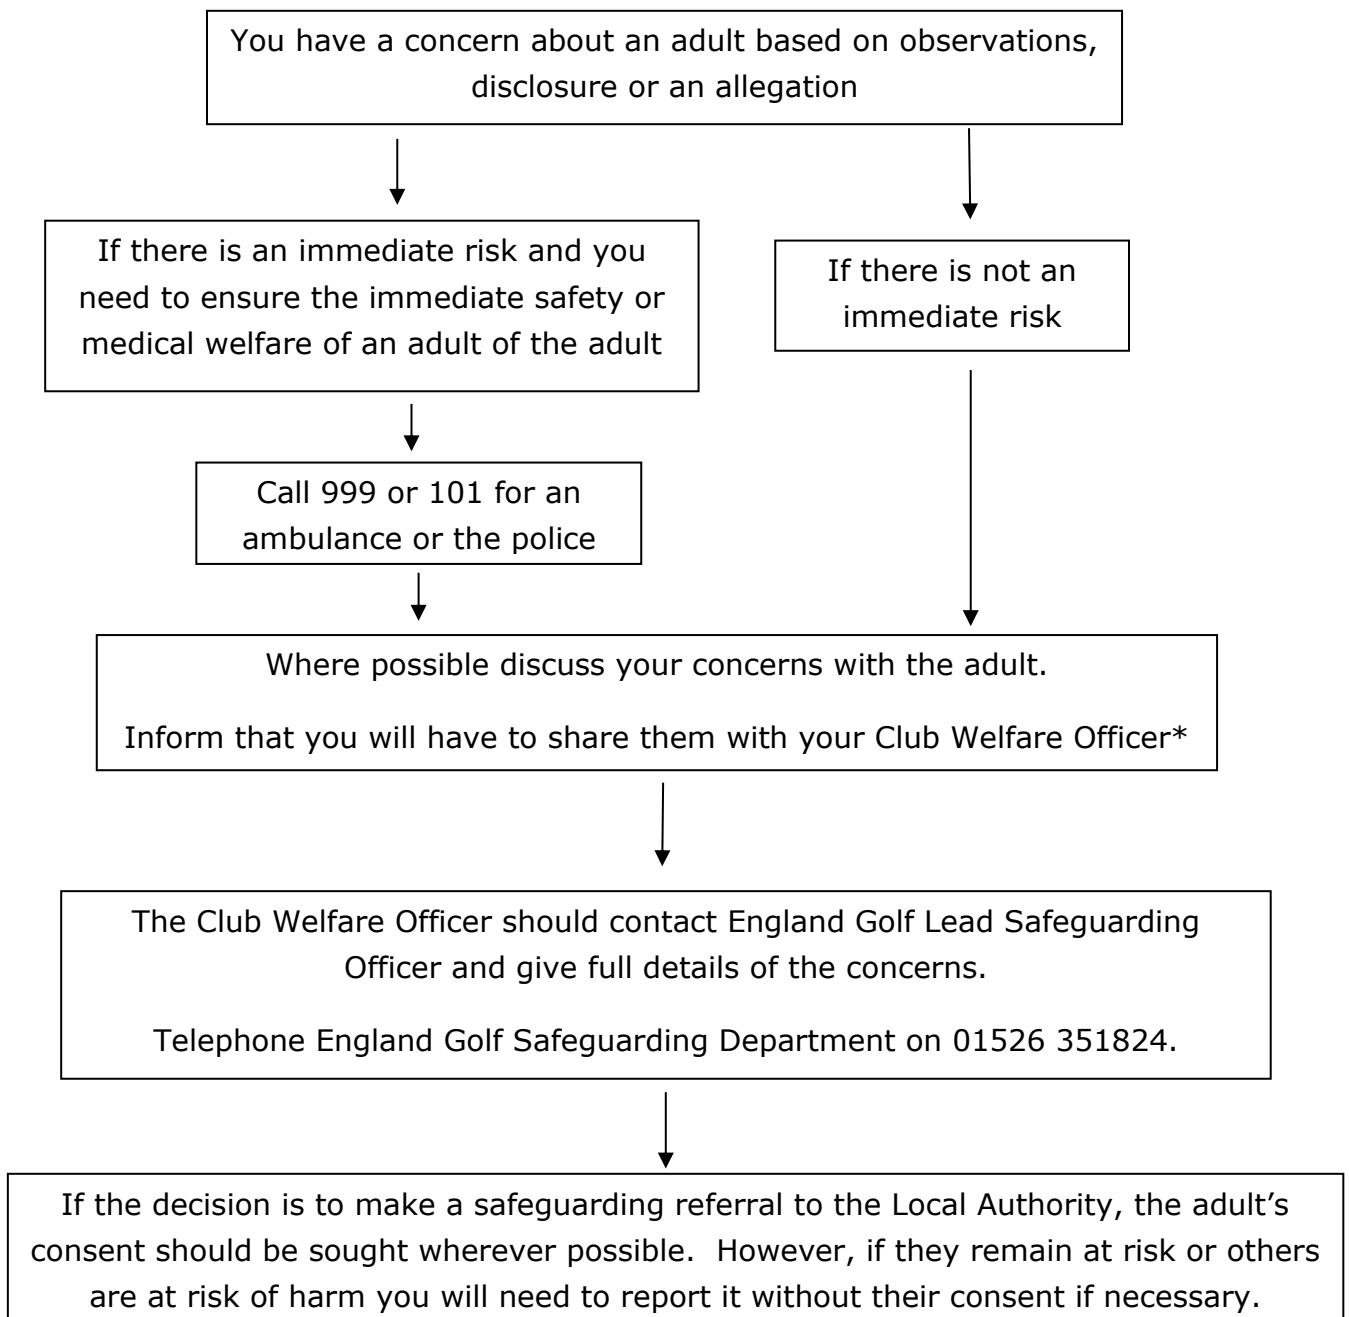 You have a concern about an adult based on observations,
disclosure or an allegation
If there is an immediate risk and you
need to ensure the immediate safety or
medical welfare of an adult of the adult
If there is not an
immediate risk
Call 999 or 101 for an
ambulance or the police
Where possible discuss your concerns with the adult.
Inform that you will have to share them with your Club Welfare Officer*
The Club Welfare Officer should contact England Golf Lead Safeguarding
Officer and give full details of the concerns.
Telephone England Golf Safeguarding Department on 01526 351824.
If the decision is to make a safeguarding referral to the Local Authority, the adult’s
consent should be sought wherever possible.  However, if they remain at risk or others
are at risk of harm you will need to report it without their consent if necessary.